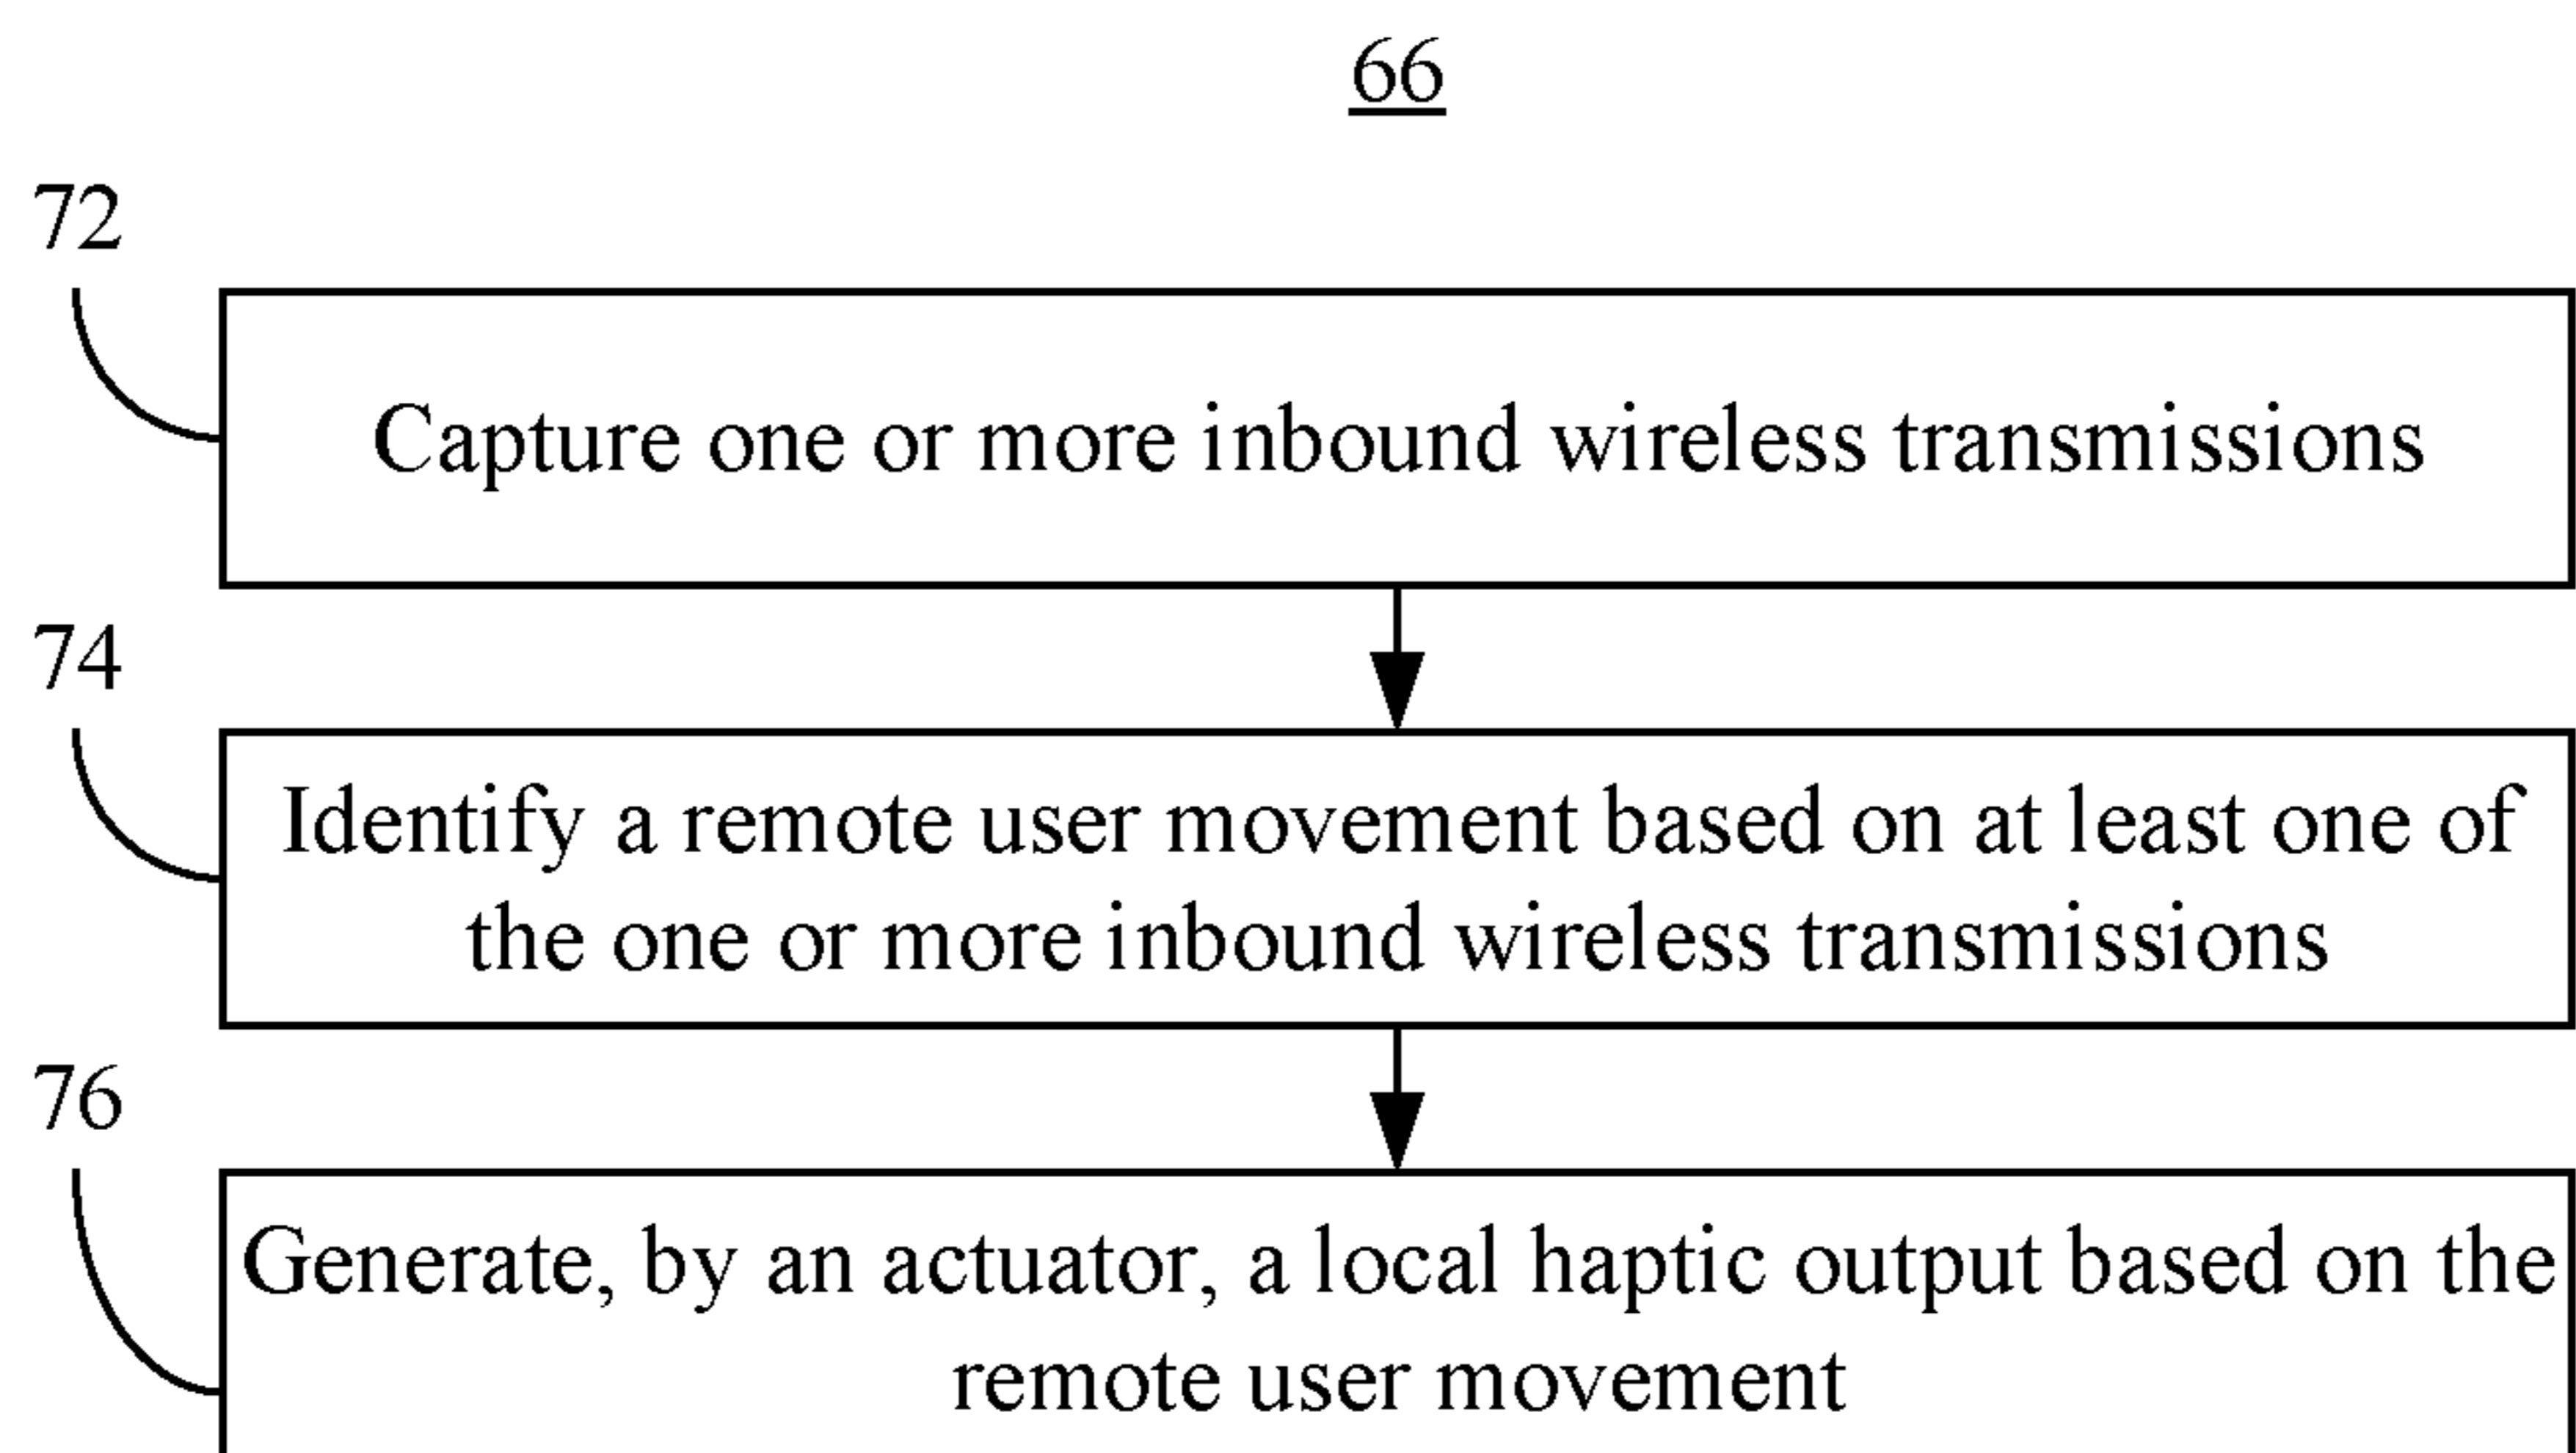 66
72
Capture one or more inbound wireless transmissions
74
Identify a remote user movement based on at least one of
the one or more inbound wireless transmissions
76
Generate, by an actuator, a local haptic output based on the
remote user movement